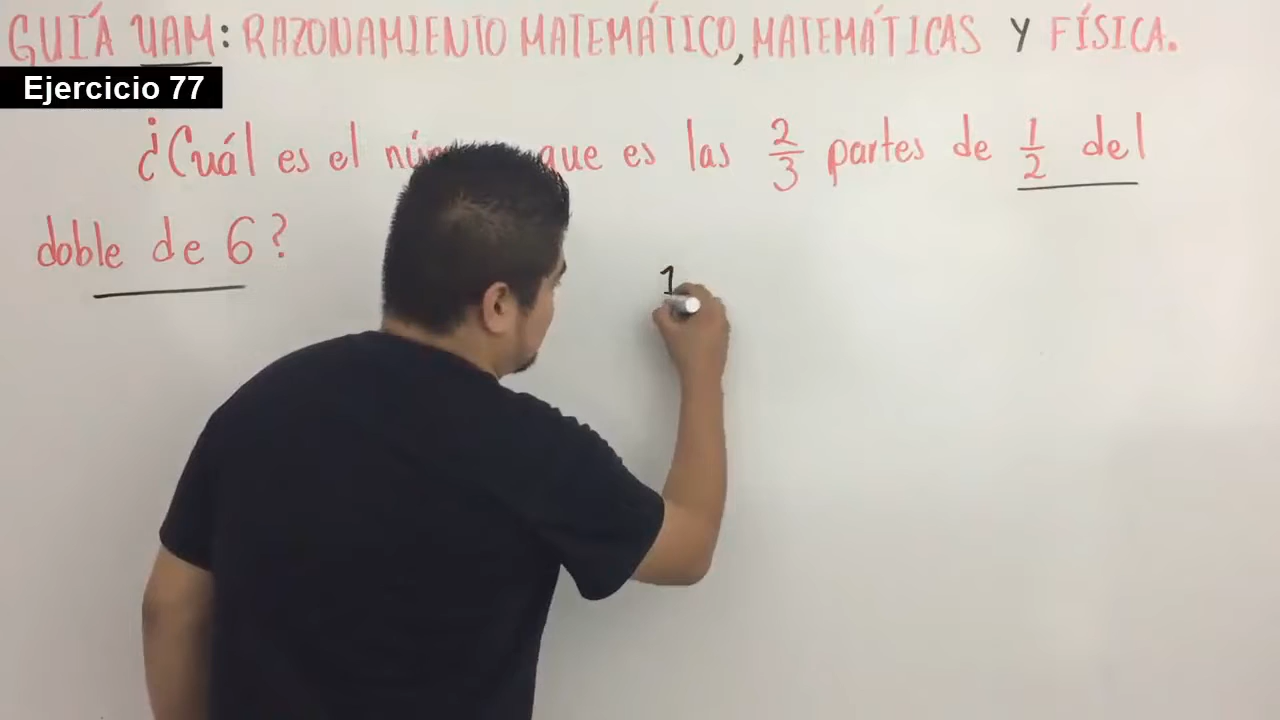 GUÍA UAM: RAZONAMIENTO MATEMÁTICO, MATEMÁTICAS Y FÍSICA.
Ejercicio 77
¿Cuál es el que es las 2/3 partes de 1/2 del
doble de 6?
1